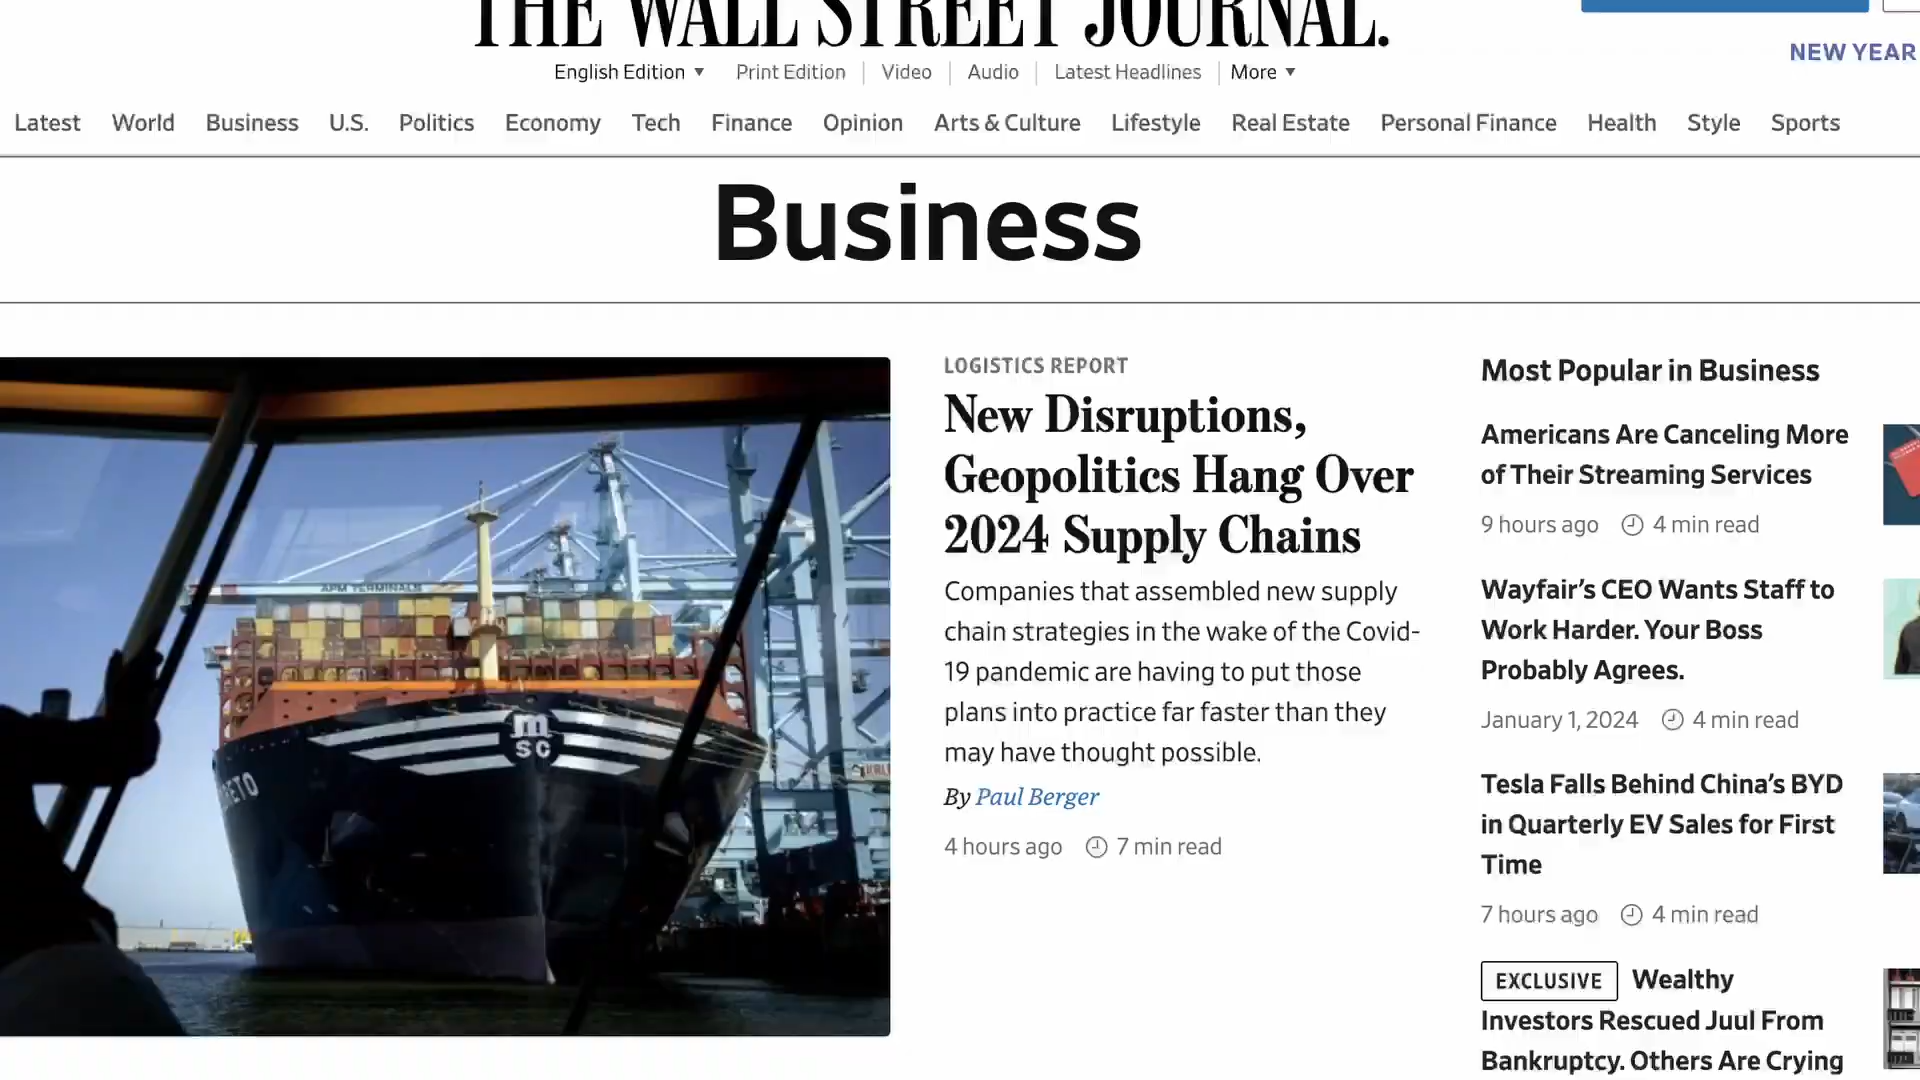 THE WALL STREET JOURNAL.
NEW YEAR
English Edition Print Edition Video Audio Latest Headlines More
Latest World Business U.S. Politics Economy Tech Finance Opinion Arts & Culture Lifestyle Real Estate Personal Finance Health Style Sports
Business
APM TERMINALS
m
SC
LOGISTICS REPORT
New Disruptions,
Geopolitics Hang Over
2024 Supply Chains
Companies that assembled new supply
chain strategies in the wake of the Covid-
19 pandemic are having to put those
plans into practice far faster than they
may have thought possible.
By Paul Berger
4 hours ago 7 min read
Most Popular in Business
Americans Are Canceling More
of Their Streaming Services
9 hours ago 4 min read
Wayfair’s CEO Wants Staff to
Work Harder. Your Boss
Probably Agrees.
January 1, 2024 4 min read
Tesla Falls Behind China’s BYD
in Quarterly EV Sales for First
Time
7 hours ago 4 min read
EXCLUSIVE Wealthy
Investors Rescued Juul From
Bankruptcy. Others Are Crying